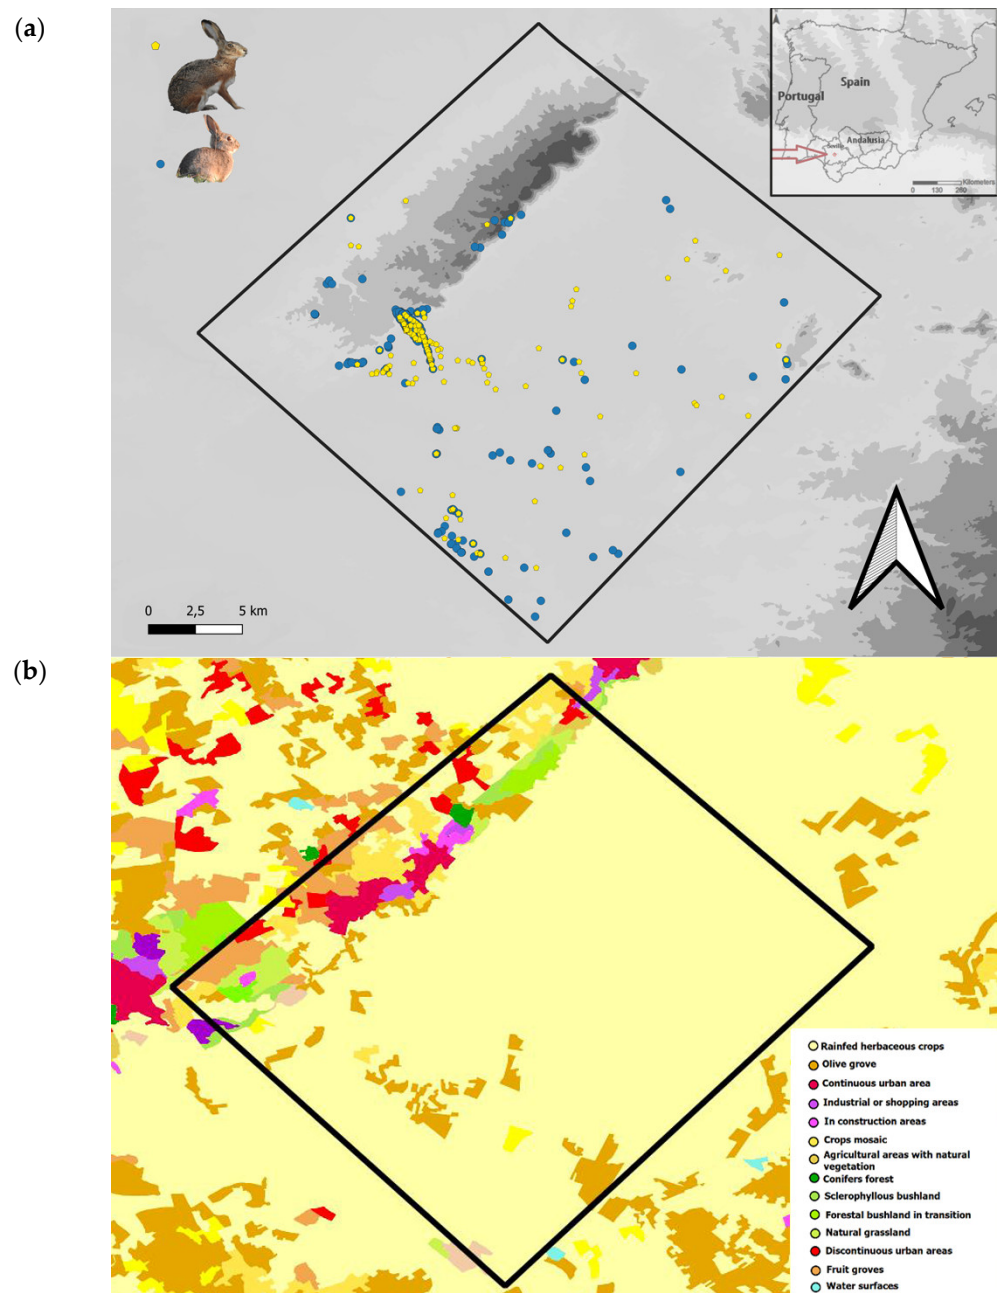 (a)
Spain
Portugal
Andalusia
Kilometers
0 130 260
0 2,5 5 km
(b)
Rainfed herbaceous crops
Olive grove
Continuous urban area
Industrial or shopping areas
In construction areas
Crops mosaic
Agricultural areas with natural
vegetation
Conifers forest
Sclerophyllous bushland
Forestal bushland in transition
Natural grassland
Discontinuous urban areas
Fruit groves
Water surfaces